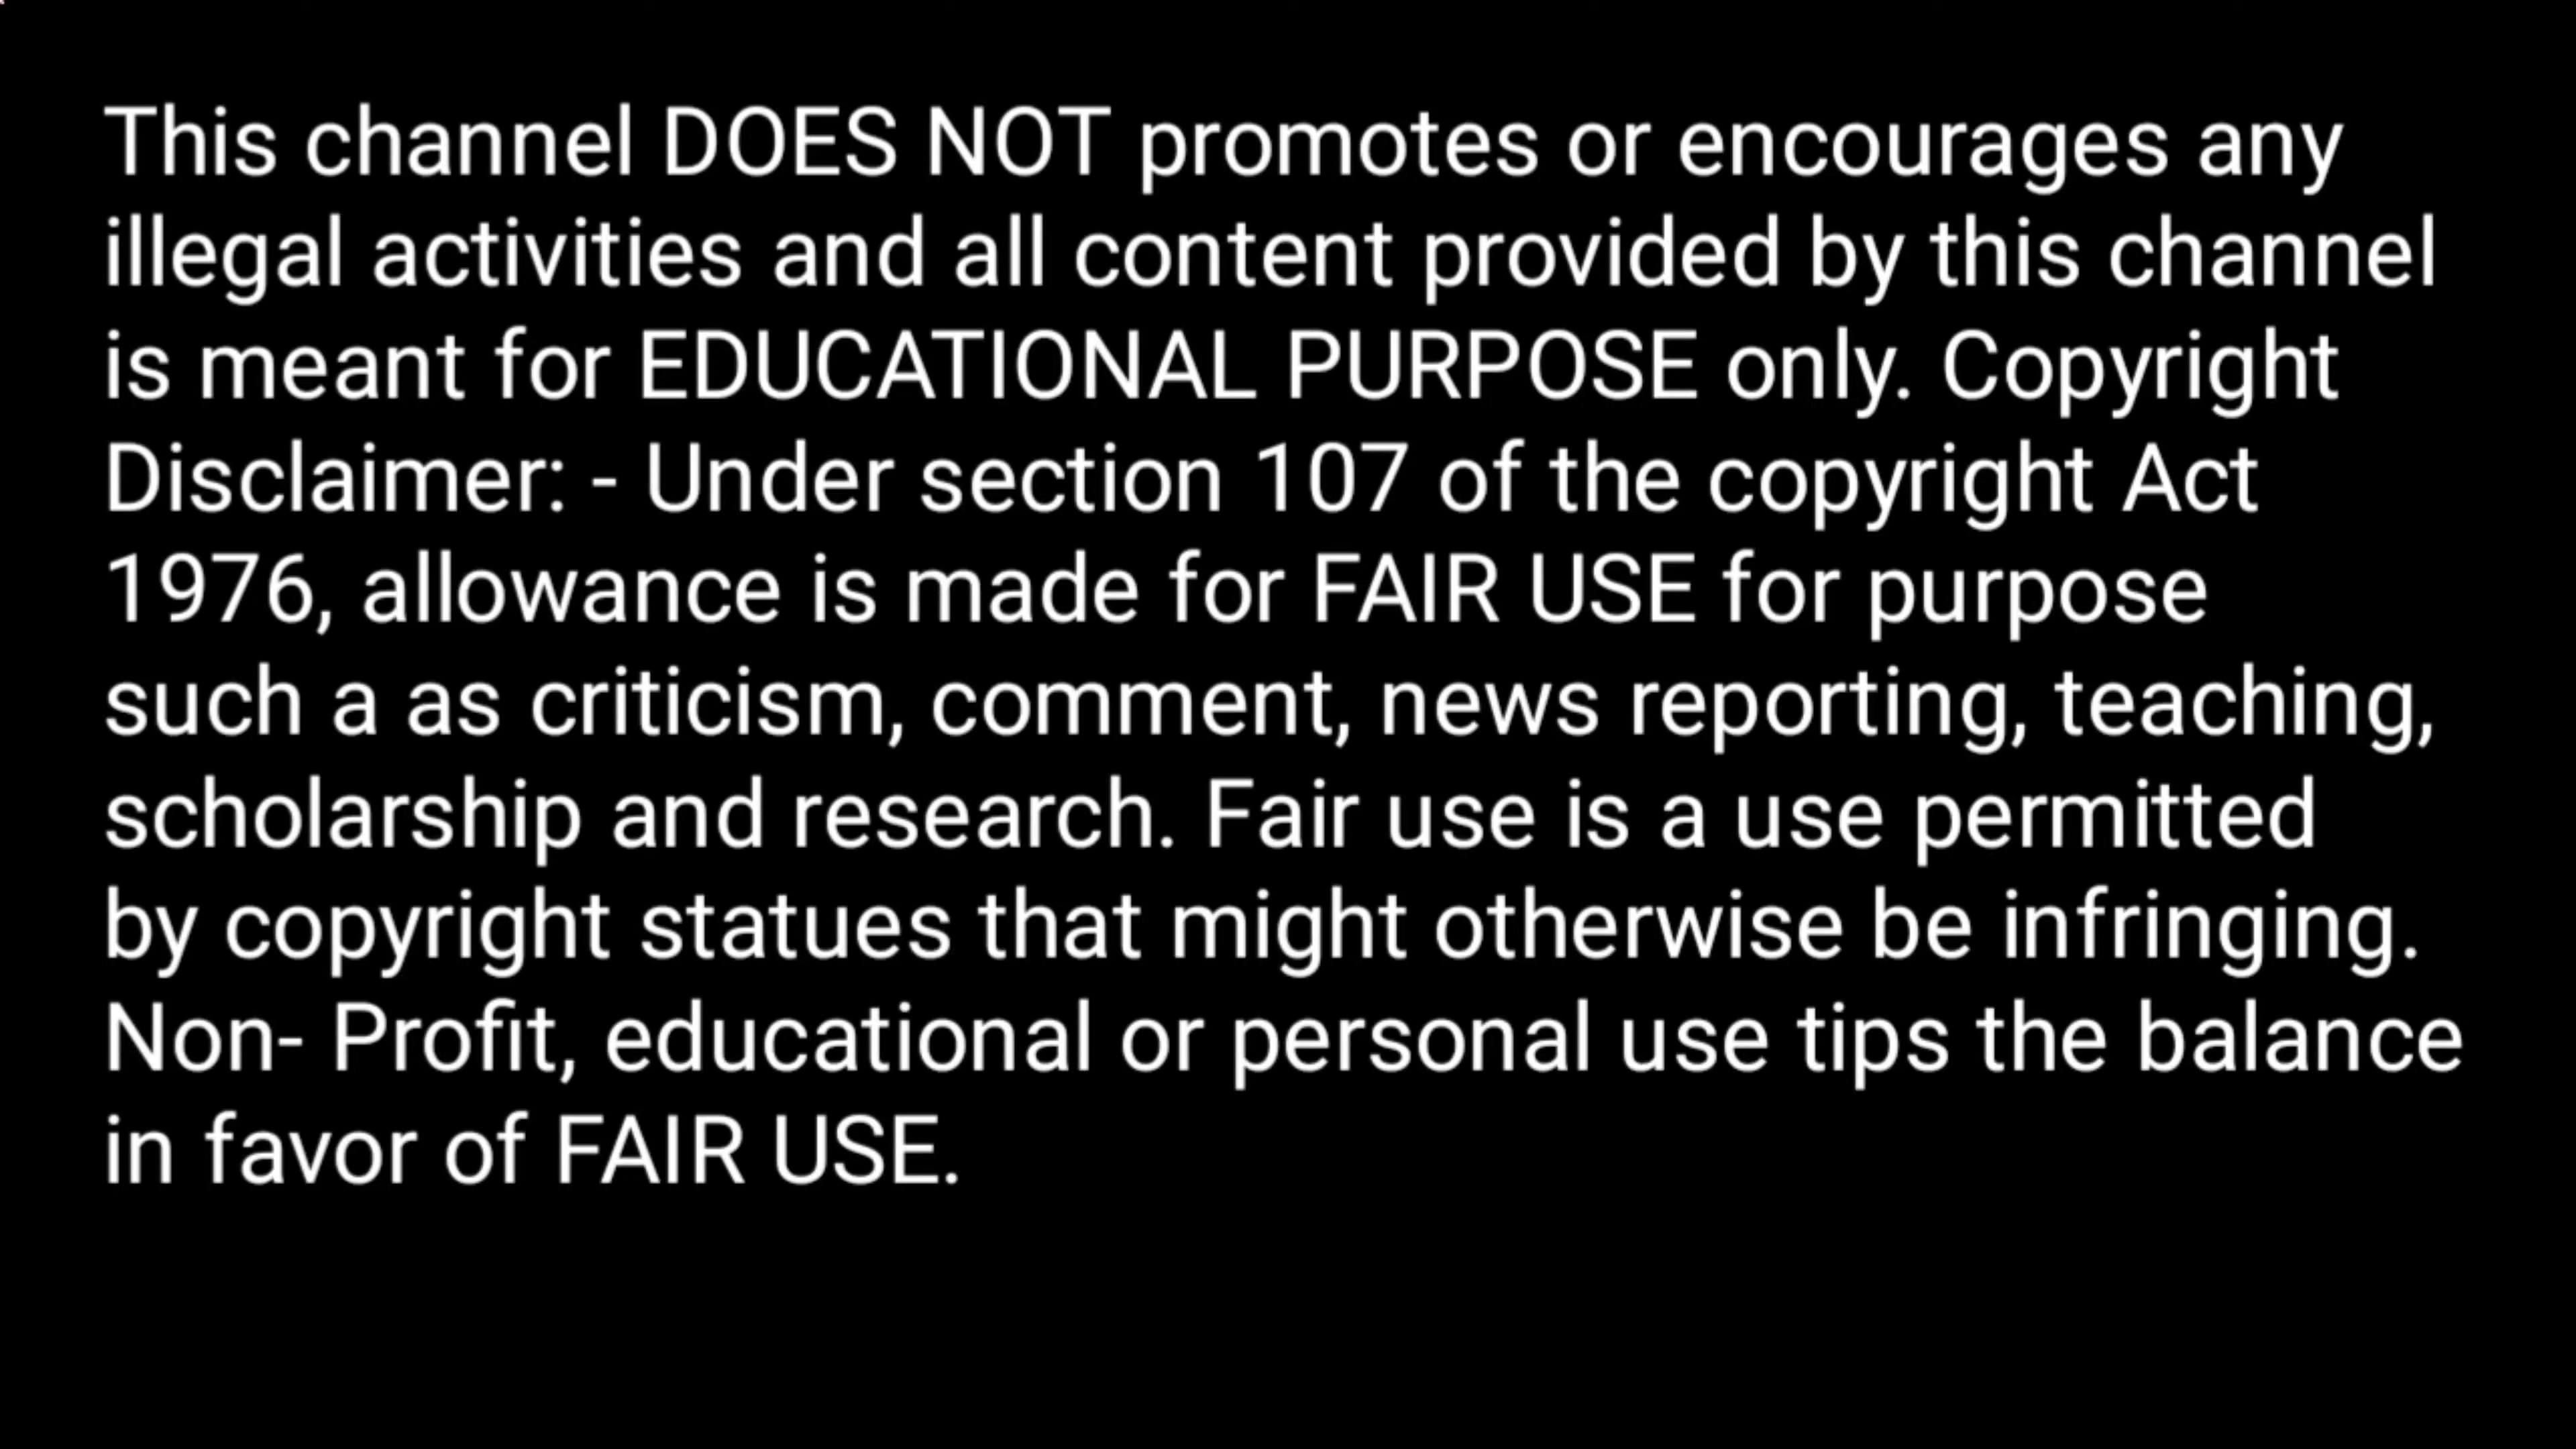 This channel DOES NOT promotes or encourages any
illegal activities and all content provided by this channel
is meant for EDUCATIONAL PURPOSE only. Copyright
Disclaimer: - Under section 107 of the copyright Act
1976, allowance is made for FAIR USE for purpose
such a as criticism, comment, news reporting, teaching,
scholarship and research. Fair use is a use permitted
by copyright statues that might otherwise be infringing.
Non- Profit, educational or personal use tips the balance
in favor of FAIR USE.